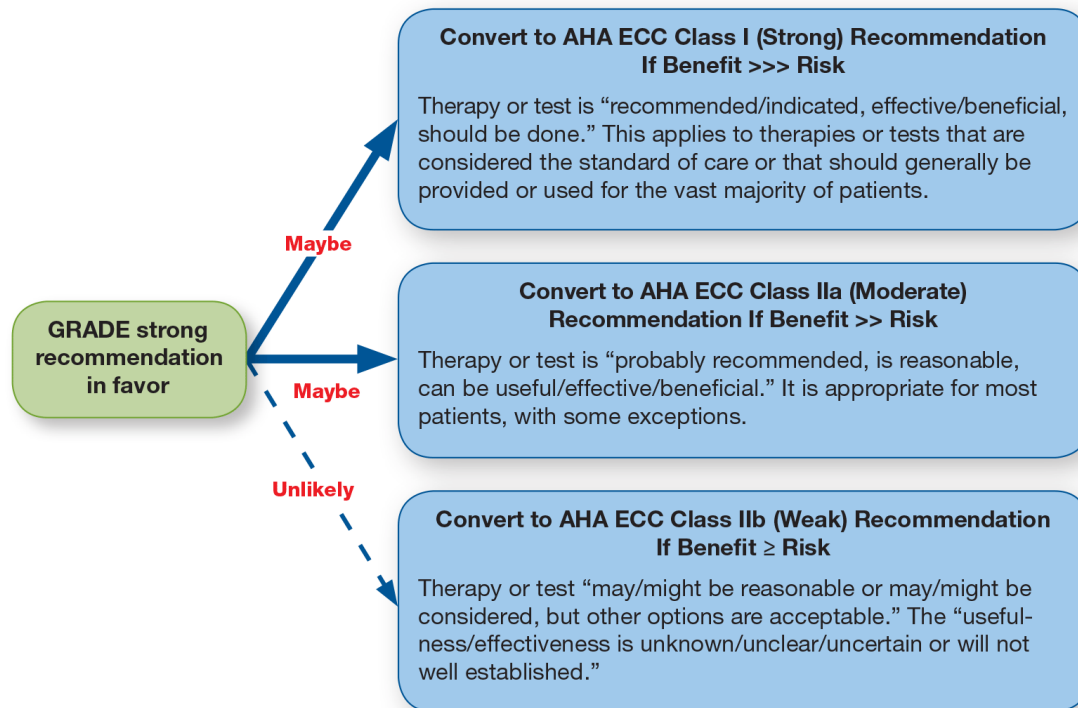 Convert to AHA ECC Class I (Strong) Recommendation
If Benefit >>> Risk
Therapy or test is “recommended/indicated, effective/beneficial,
should be done.” This applies to therapies or tests that are
considered the standard of care or that should generally be
provided or used for the vast majority of patients.
Maybe
GRADE strong
recommendation
in favor
Convert to AHA ECC Class IIa (Moderate)
Recommendation If Benefit >> Risk
Therapy or test is “probably recommended, is reasonable,
can be useful/effective/beneficial.” It is appropriate for most
patients, with some exceptions.
Maybe
Unlikely
Convert to AHA ECC Class IIb (Weak) Recommendation
If Benefit ≥ Risk
Therapy or test “may/might be reasonable or may/might be
considered, but other options are acceptable.” The “useful-
ness/effectiveness is unknown/unclear/uncertain or will not
well established.”